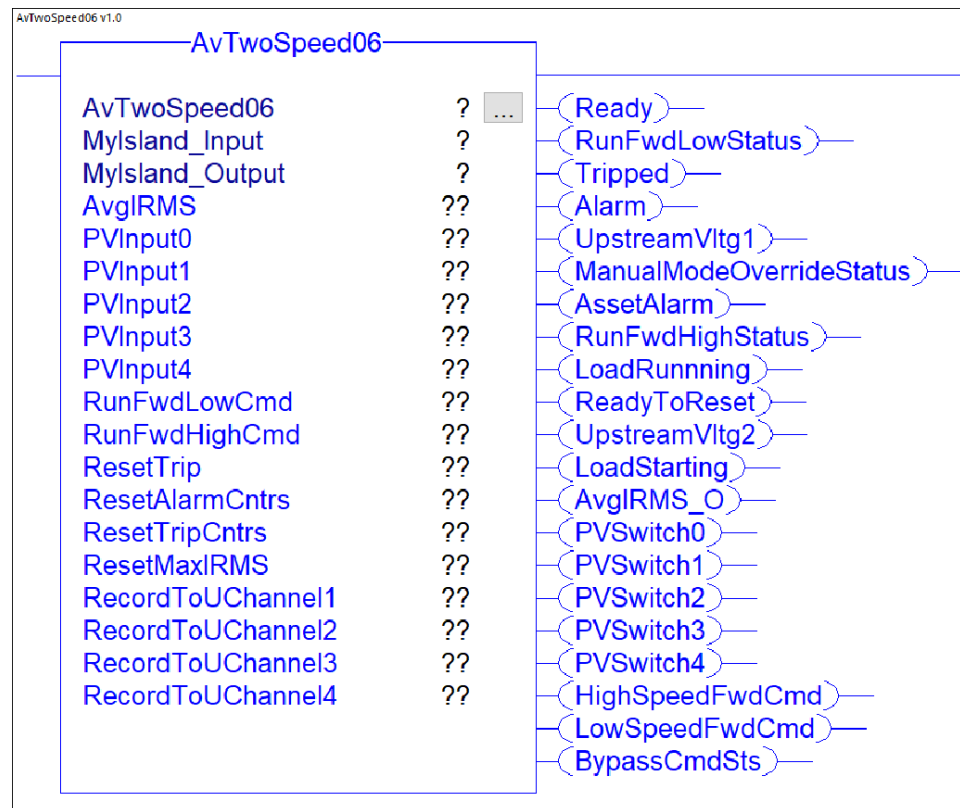 AvTwoSpeed06 v1.0
AvTwoSpeed06
AvTwoSpeed06 ? ... Ready
MyIsland_Input ? RunFwdLowStatus
MyIsland_Output ? Tripped
AvgIRMS ?? Alarm
PVInput0 ?? UpstreamVltg1
PVInput1 ?? ManualModeOverrideStatus
PVInput2 ?? AssetAlarm
PVInput3 ?? RunFwdHighStatus
PVInput4 ?? LoadRunnning
RunFwdLowCmd ?? ReadyToReset
RunFwdHighCmd ?? UpstreamVltg2
ResetTrip ?? LoadStarting
ResetAlarmCntrs ?? AvgIRMS_O
ResetTripCntrs ?? PVSwitch0
ResetMaxIRMS ?? PVSwitch1
RecordToUChannel1 ?? PVSwitch2
RecordToUChannel2 ?? PVSwitch3
RecordToUChannel3 ?? PVSwitch4
RecordToUChannel4 ?? HighSpeedFwdCmd
LowSpeedFwdCmd
BypassCmdSts